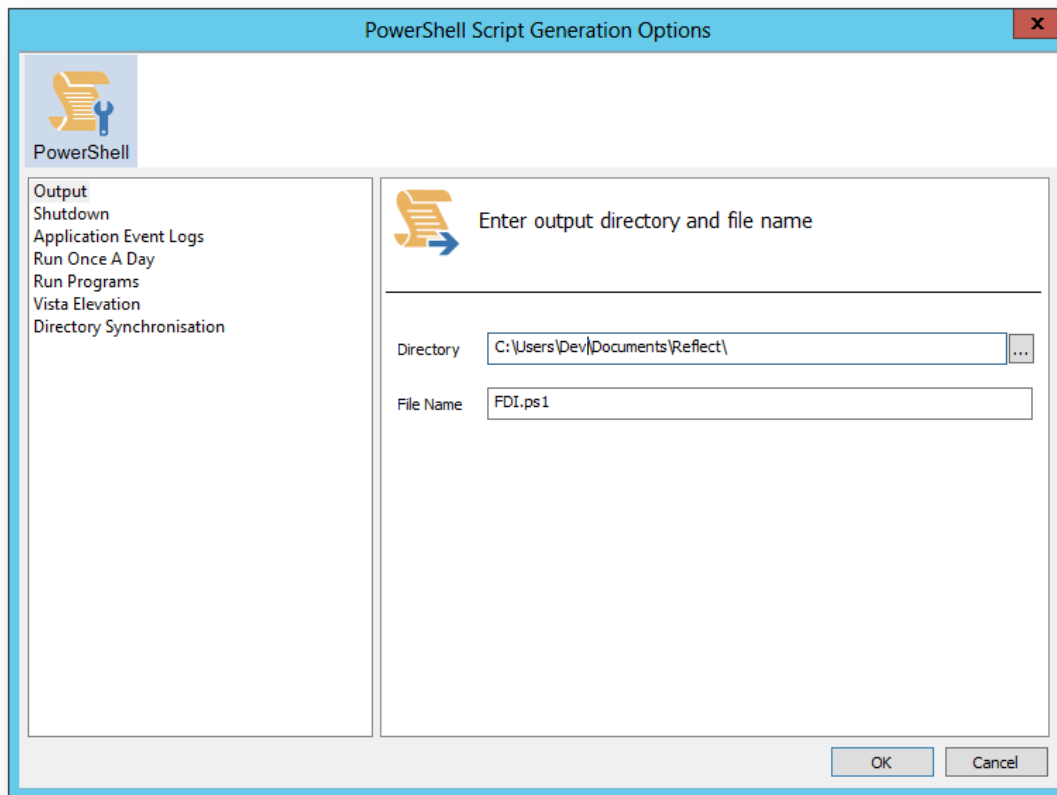 PowerShell Script Generation Options
x
PowerShell
Output
Shutdown
Application Event Logs
Run Once A Day
Run Programs
Vista Elevation
Directory Synchronisation
Enter output directory and file name
Directory
C:\Users\Dev\Documents\Reflect\
...
File Name
FDI.ps1
OK
Cancel